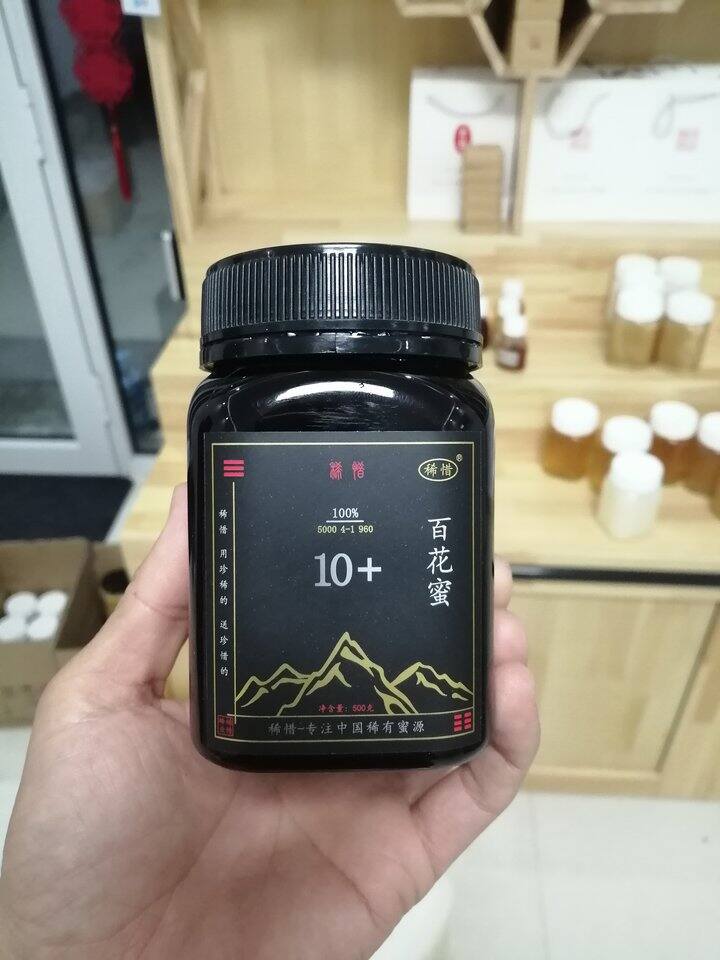 稀惜
稀惜®
100%
5000 4-1 960
10+
百花蜜
稀惜 用珍稀的 送珍惜的
净含量：500克
稀惜-专注中国稀有蜜源